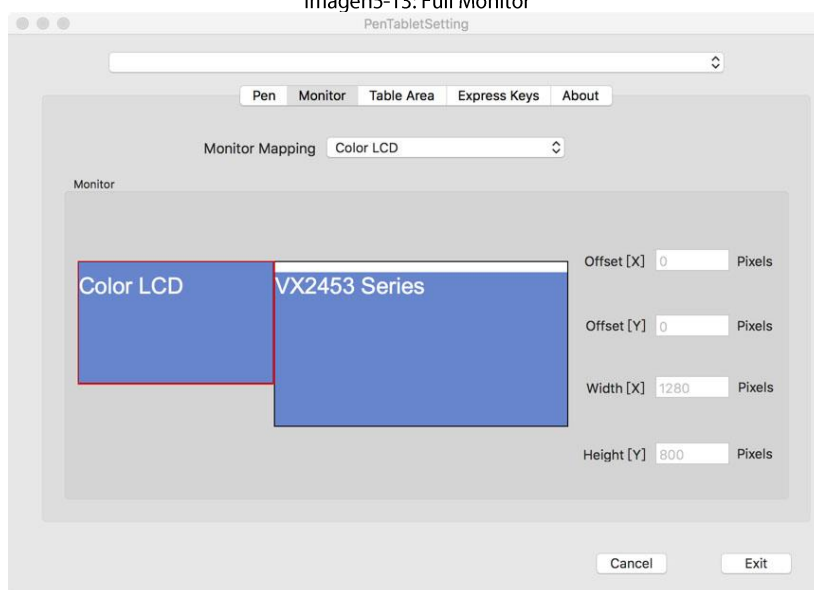 Imagen5-13: Full Monitor
PenTabletSetting
Pen Monitor Table Area Express Keys About
Monitor Mapping Color LCD
Monitor
Color LCD VX2453 Series
Offset [X] 0 Pixels
Offset [Y] 0 Pixels
Width [X] 1280 Pixels
Height [Y] 800 Pixels
Cancel Exit